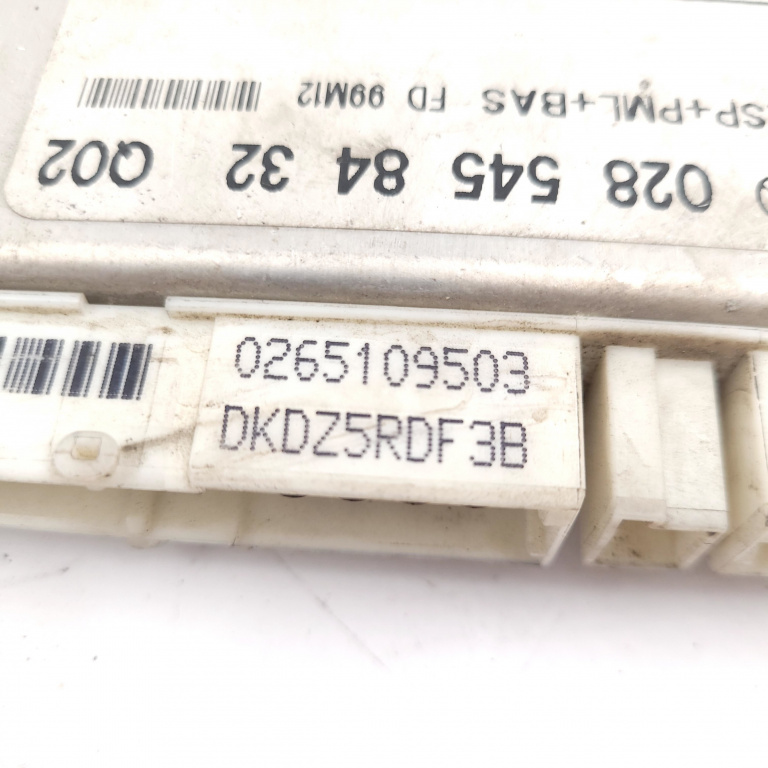 SP+PML+BAS FD 99M12
028 545 84 32 Q02
0265109503
DKDZ5RDF3B